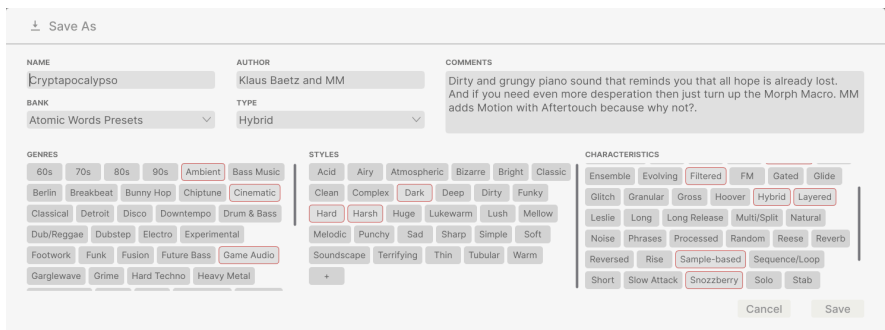 Save As
NAME
Cryptapocalypso
AUTHOR
Klaus Baetz and MM
COMMENTS
Dirty and grungy piano sound that reminds you that all hope is already lost.
And if you need even more desperation then just turn up the Morph Macro. MM
adds Motion with Aftertouch because why not?.
BANK
Atomic Words Presets
TYPE
Hybrid
GENRES
60s 70s 80s 90s Ambient Bass Music
Berlin Breakbeat Bunny Hop Chiptune Cinematic
Classical Detroit Disco Downtempo Drum & Bass
Dub/Reggae Dubstep Electro Experimental
Footwork Funk Fusion Future Bass Game Audio
Garglewave Grime Hard Techno Heavy Metal
STYLES
Acid Airy Atmospheric Bizarre Bright Classic
Clean Complex Dark Deep Dirty Funky
Hard Harsh Huge Lukewarm Lush Mellow
Melodic Punchy Sad Sharp Simple Soft
Soundscape Terrifying Thin Tubular Warm
+
CHARACTERISTICS
Ensemble Evolving Filtered FM Gated Glide
Glitch Granular Gross Hoover Hybrid Layered
Leslie Long Long Release Multi/Split Natural
Noise Phrases Processed Random Reese Reverb
Reversed Rise Sample-based Sequence/Loop
Short Slow Attack Snozzberry Solo Stab
Cancel Save